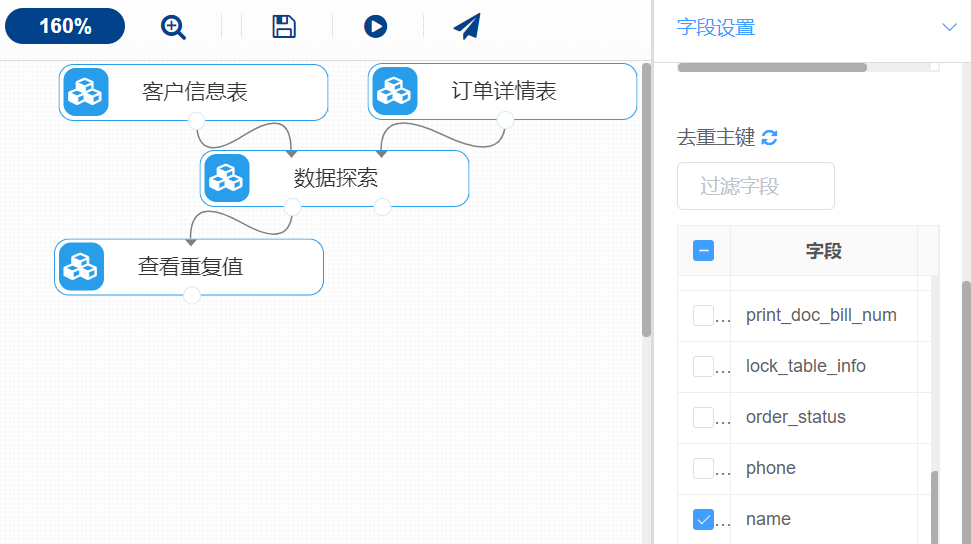 160%
字段设置
客户信息表
订单详情表
数据探索
查看重复值
去重主键
过滤字段
字段
... print_doc_bill_num
... lock_table_info
... order_status
... phone
... name